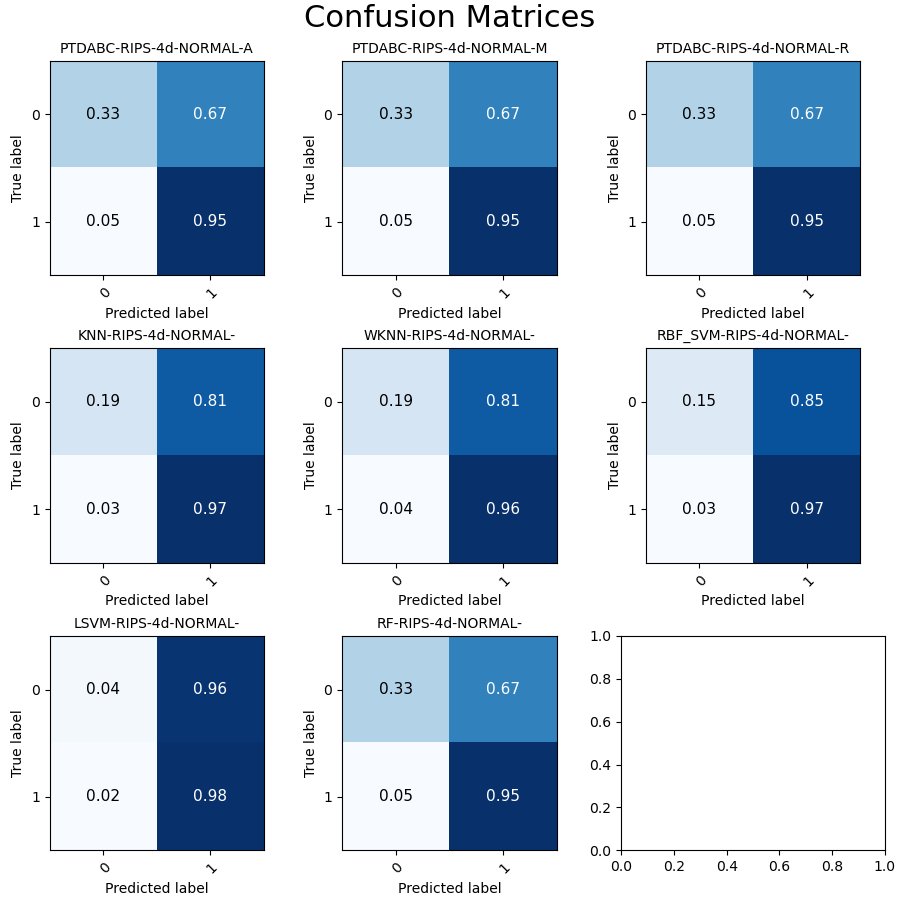 Confusion Matrices
PTDABC-RIPS-4d-NORMAL-A
True label
0
0.33 0.67
1
0.05 0.95
0 1
Predicted label
PTDABC-RIPS-4d-NORMAL-M
True label
0
0.33 0.67
1
0.05 0.95
0 1
Predicted label
PTDABC-RIPS-4d-NORMAL-R
True label
0
0.33 0.67
1
0.05 0.95
0 1
Predicted label
KNN-RIPS-4d-NORMAL-
True label
0
0.19 0.81
1
0.03 0.97
0 1
Predicted label
WKNN-RIPS-4d-NORMAL-
True label
0
0.19 0.81
1
0.04 0.96
0 1
Predicted label
RBF_SVM-RIPS-4d-NORMAL-
True label
0
0.15 0.85
1
0.03 0.97
0 1
Predicted label
LSVM-RIPS-4d-NORMAL-
True label
0
0.04 0.96
1
0.02 0.98
0 1
Predicted label
RF-RIPS-4d-NORMAL-
True label
0
0.33 0.67
1
0.05 0.95
0 1
Predicted label
1.0
0.8
0.6
0.4
0.2
0.0
0.0 0.2 0.4 0.6 0.8 1.0